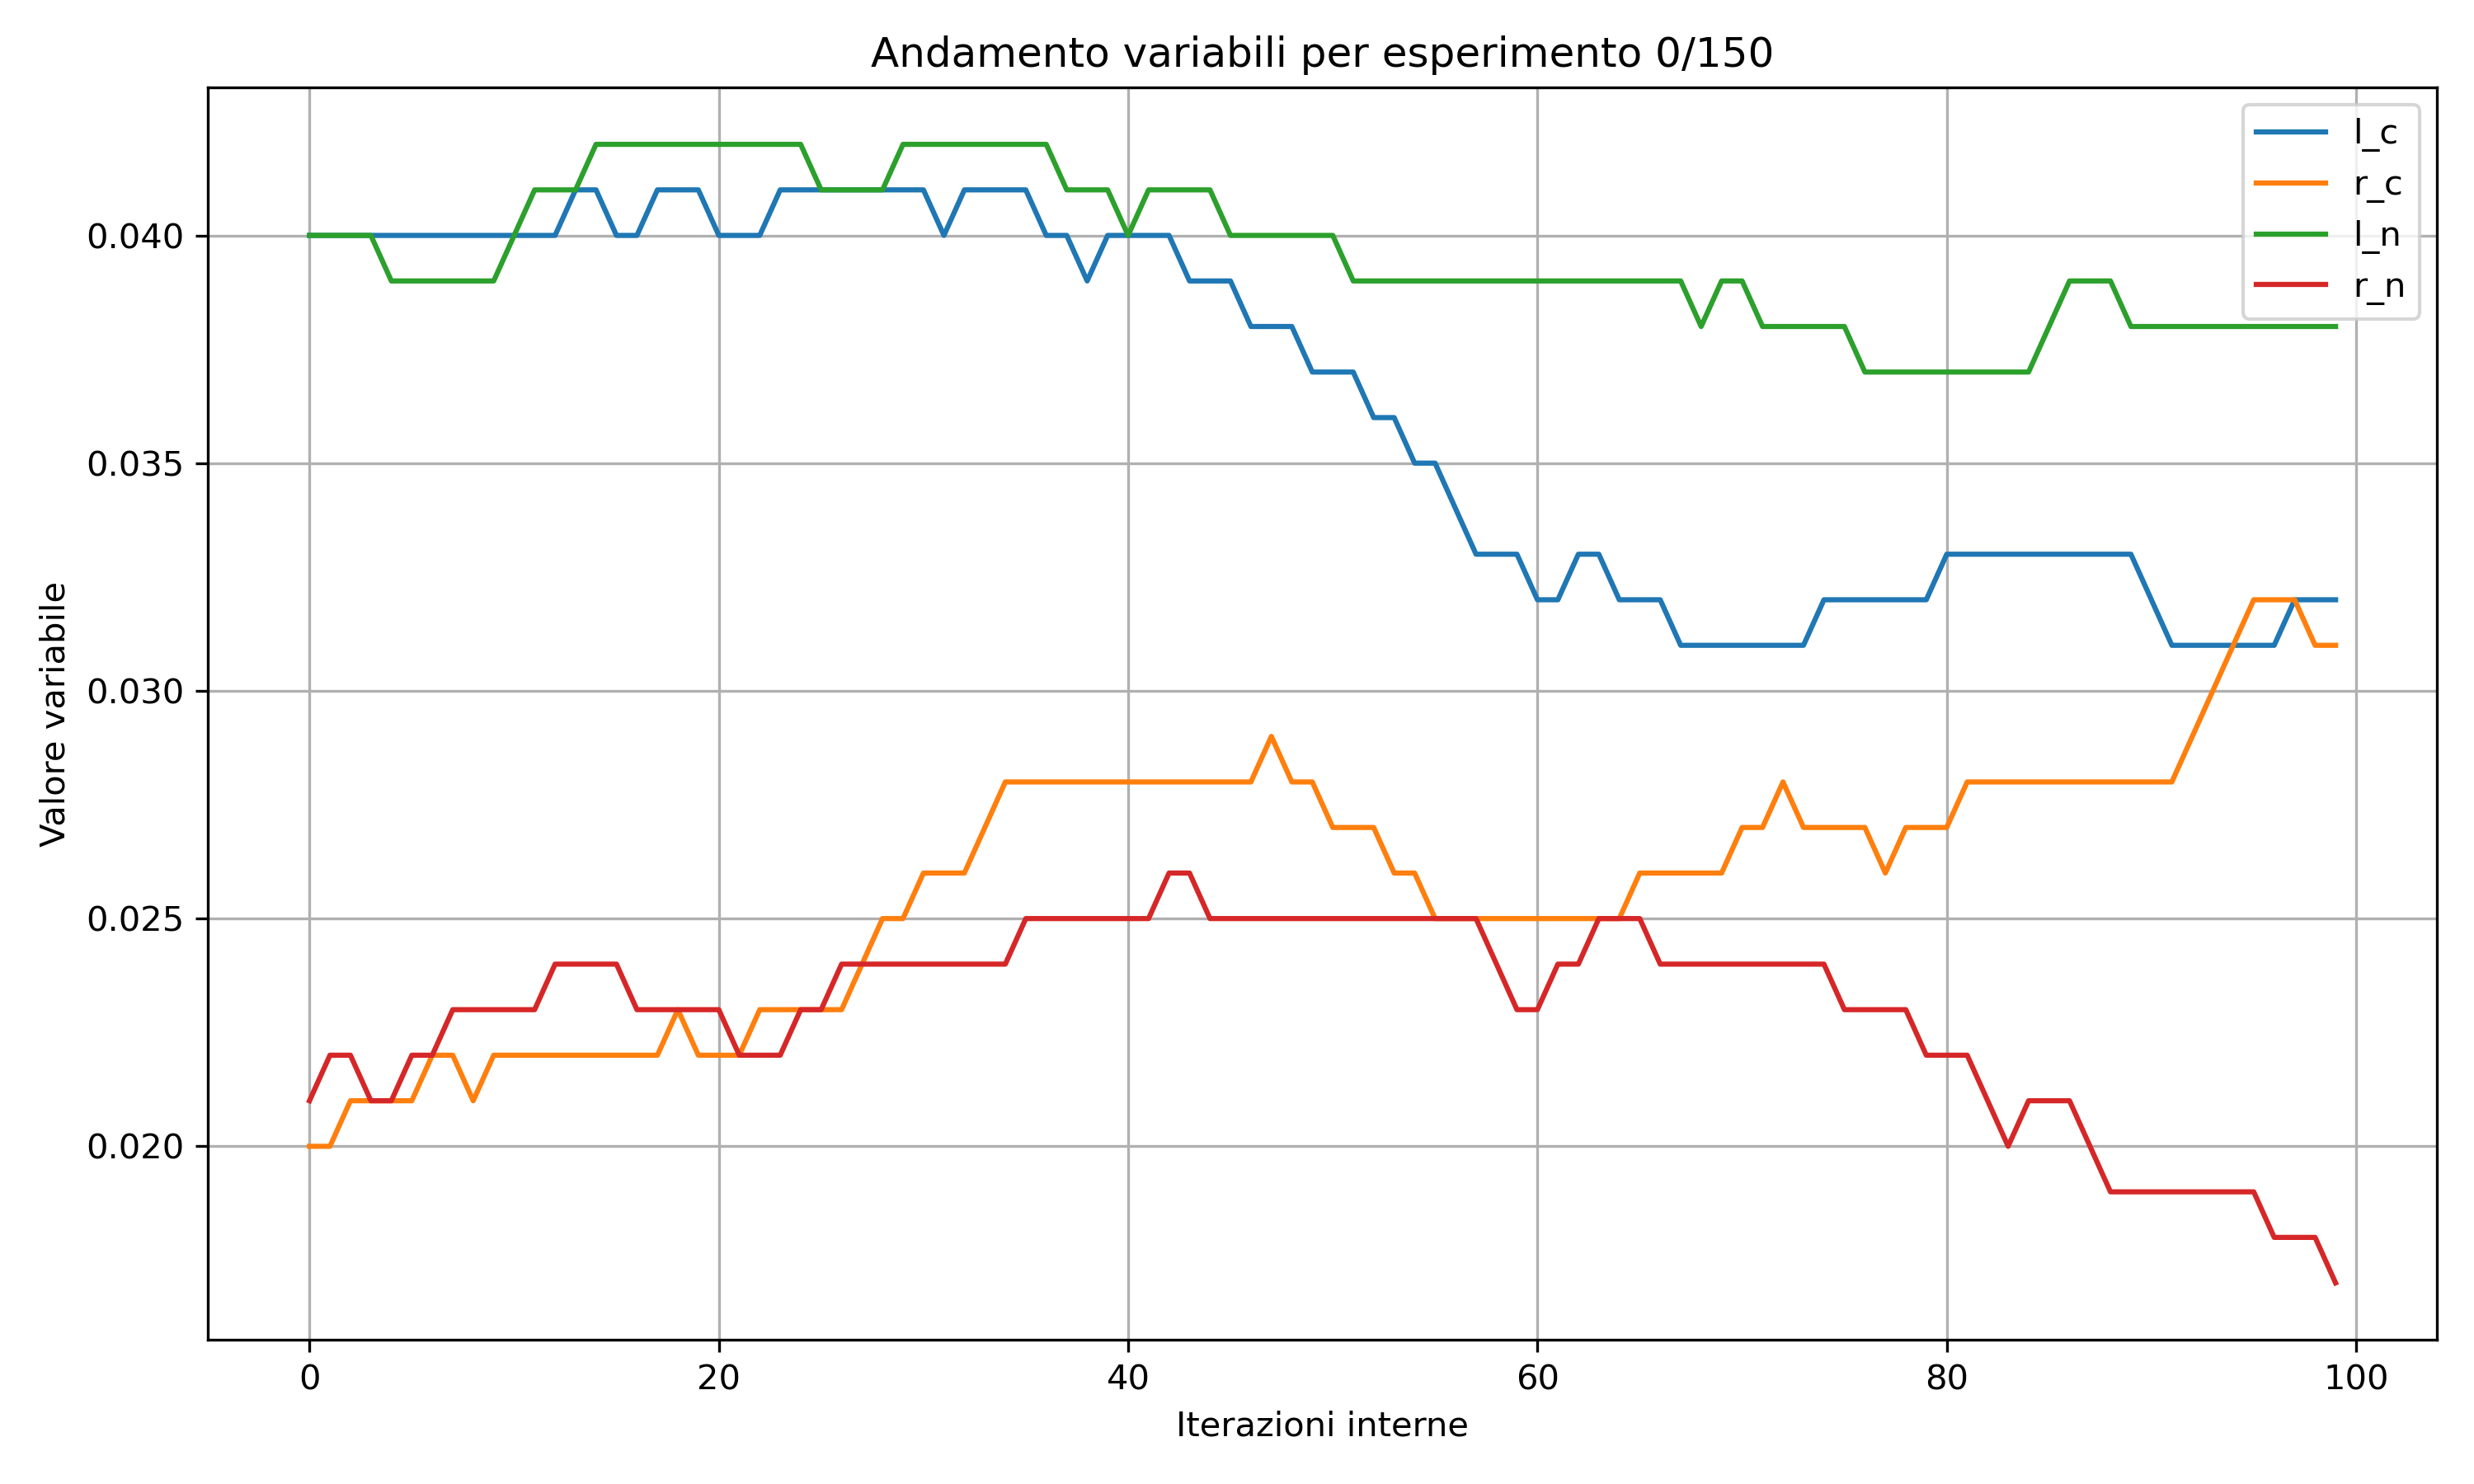 Andamento variabili per esperimento 0/150
l_c
r_c
l_n
r_n
0.040
0.035
0.030
0.025
0.020
Valore variabile
0 20 40 60 80 100
Iterazioni interne